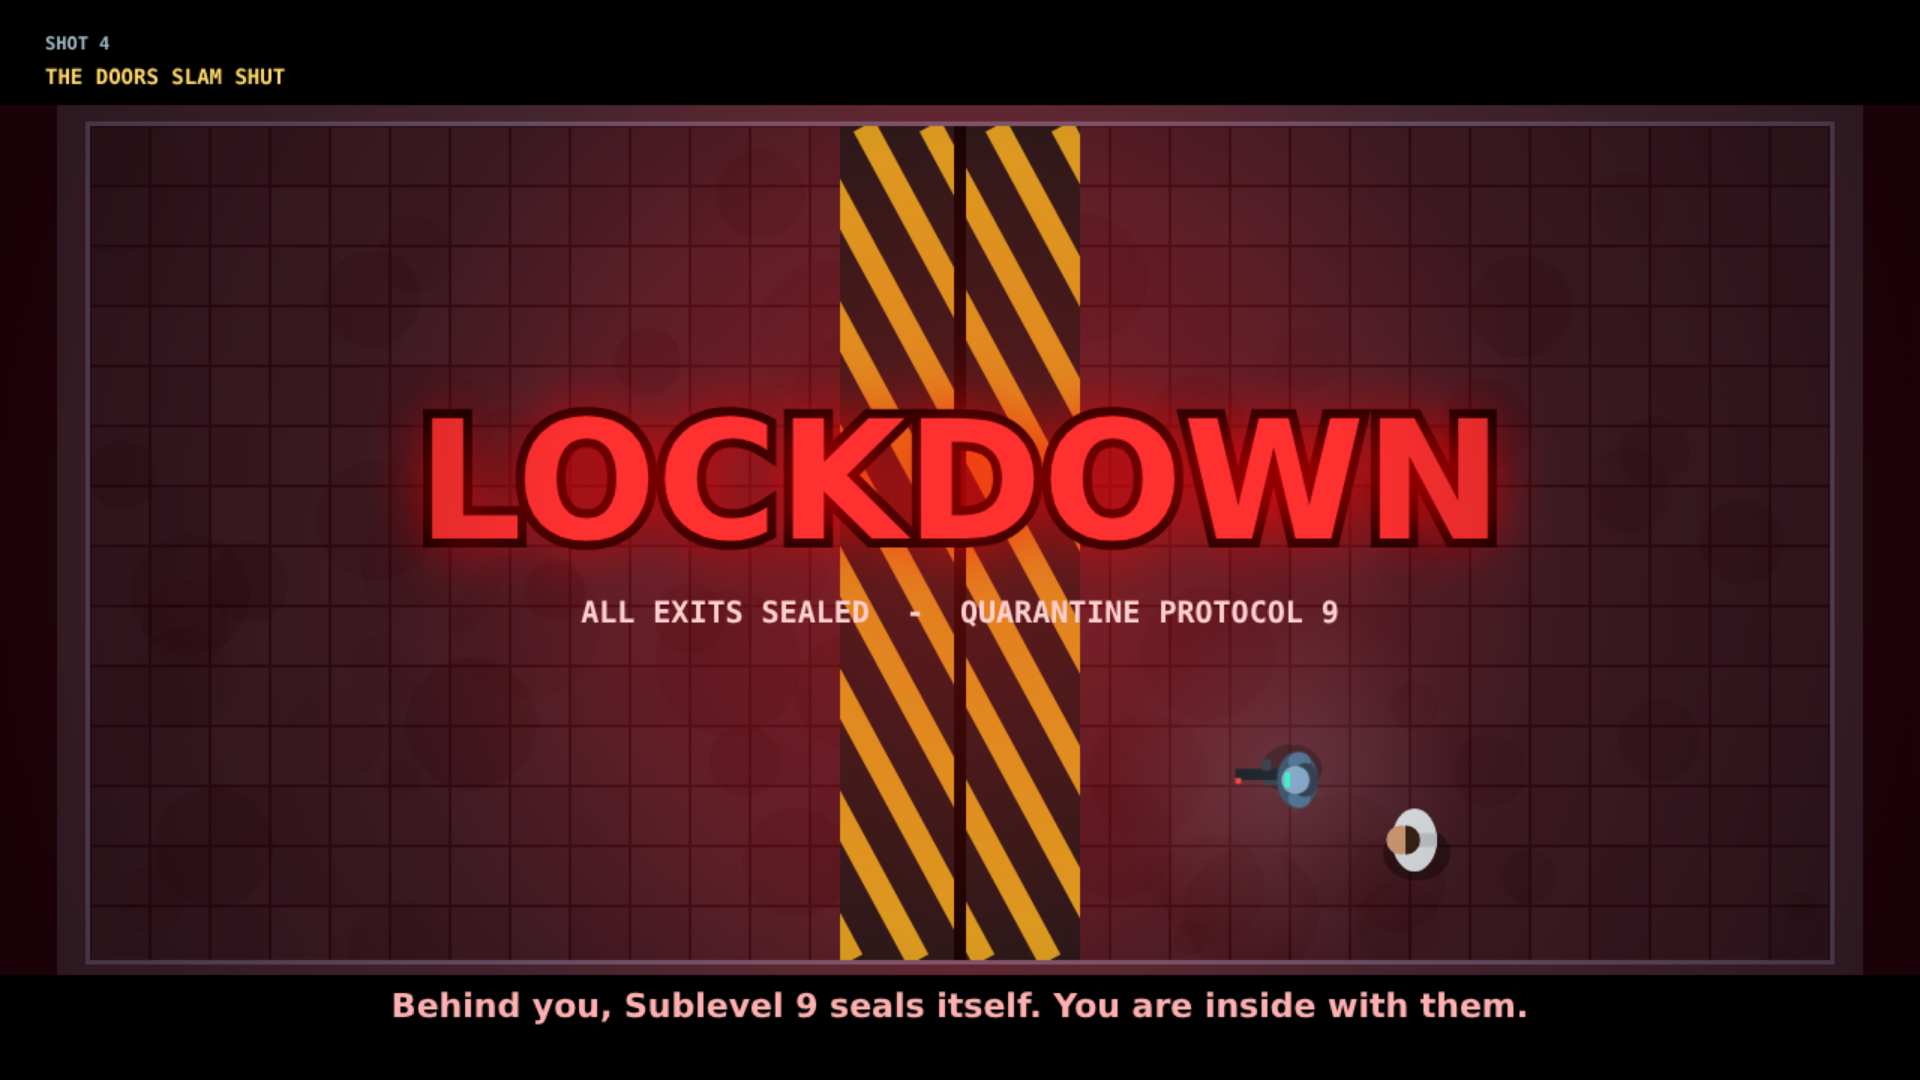 SHOT 4
THE DOORS SLAM SHUT
LOCKDOWN
ALL EXITS SEALED - QUARANTINE PROTOCOL 9
Behind you, Sublevel 9 seals itself. You are inside with them.